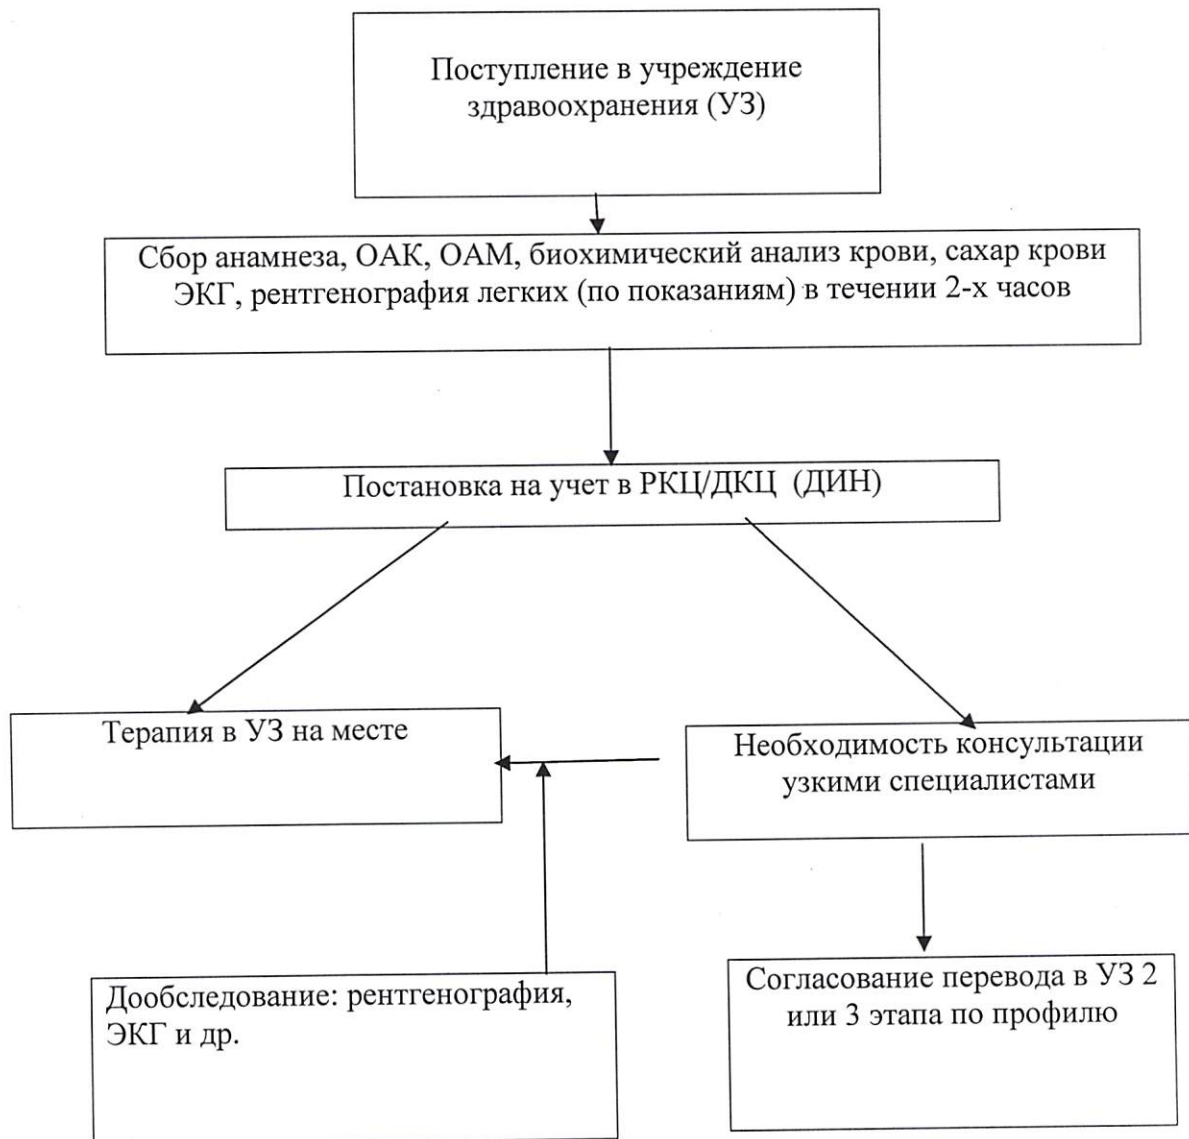 Поступление в учреждение
здравоохранения (УЗ)
Сбор анамнеза, ОАК, ОАМ, биохимический анализ крови, сахар крови
ЭКГ, рентгенография легких (по показаниям) в течении 2-х часов
Постановка на учет в РКЦ/ДКЦ (ДИН)
Терапия в УЗ на месте
Необходимость консультации
узкими специалистами
Дообследование: рентгенография,
ЭКГ и др.
Согласование перевода в УЗ 2
или 3 этапа по профилю